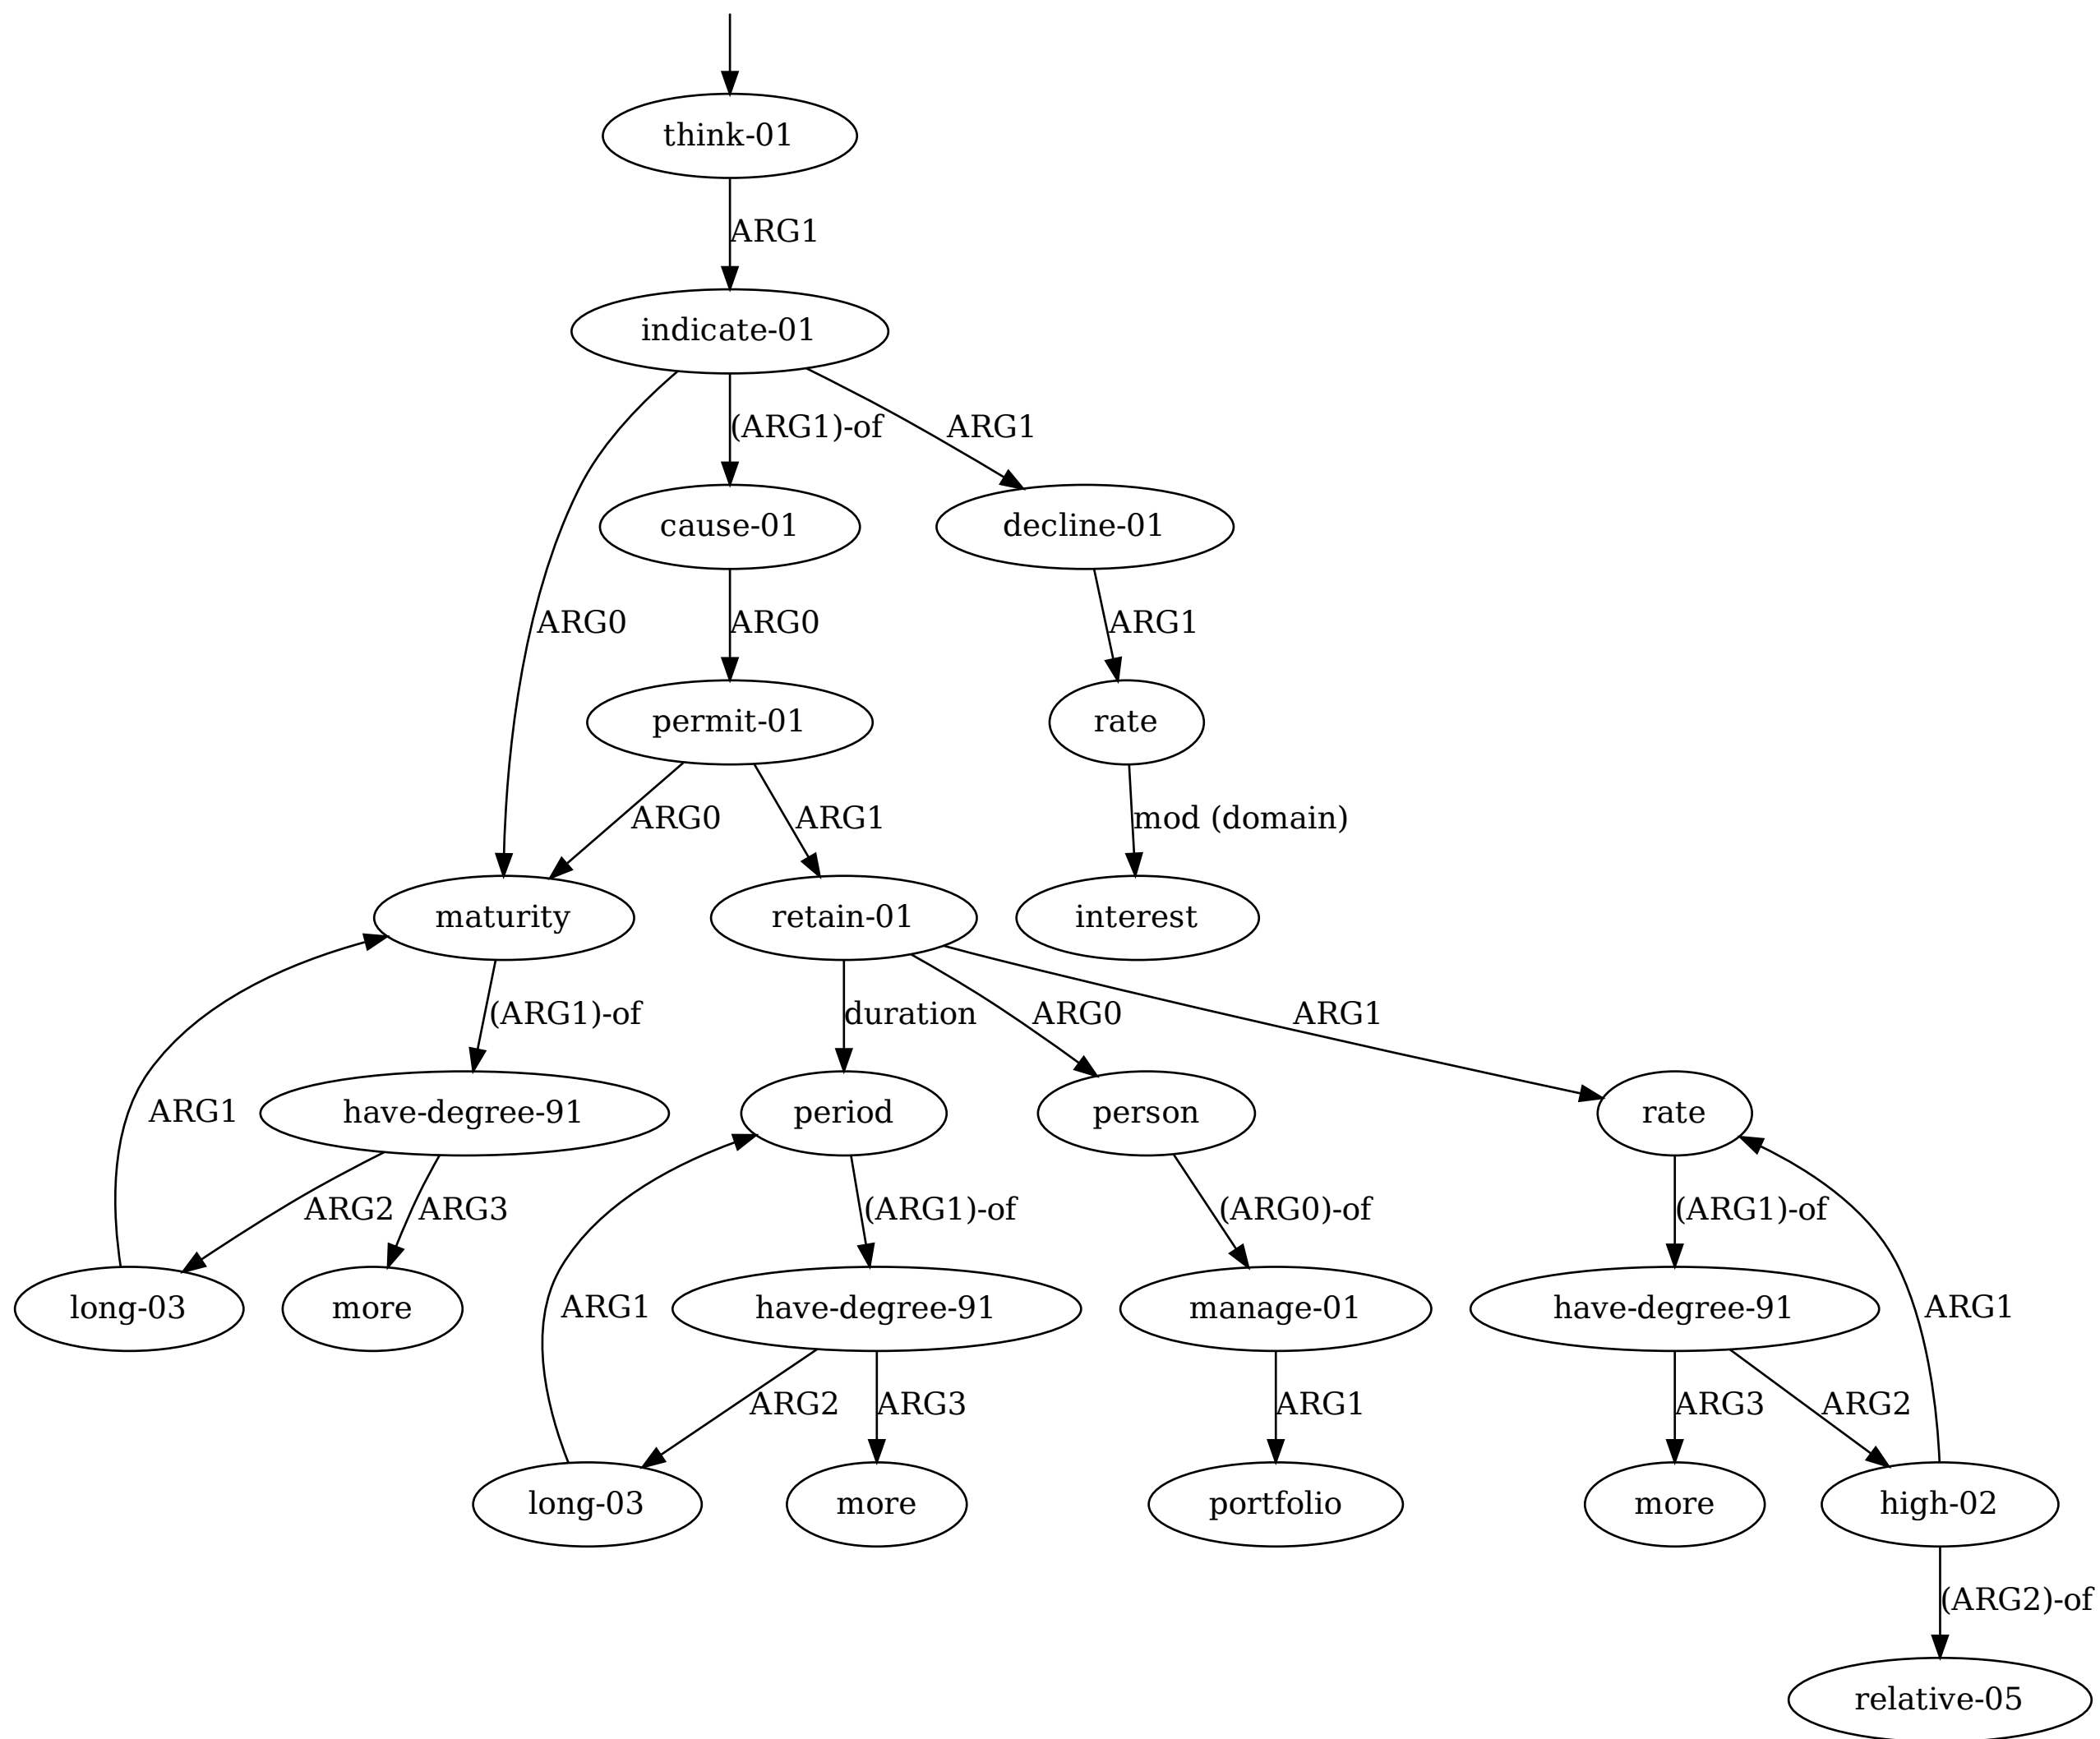 think-01
ARG1
indicate-01
(ARG1)-of
ARG1
cause-01
decline-01
ARG0
ARG0
ARG1
permit-01
rate
ARG0
ARG1
mod (domain)
maturity
retain-01
interest
(ARG1)-of
duration
ARG0
ARG1
ARG1
have-degree-91
period
person
rate
ARG2
ARG3
(ARG1)-of
(ARG0)-of
(ARG1)-of
long-03
more
ARG1
have-degree-91
manage-01
have-degree-91
ARG1
ARG2
ARG3
ARG1
ARG3
ARG2
long-03
more
portfolio
more
high-02
(ARG2)-of
relative-05